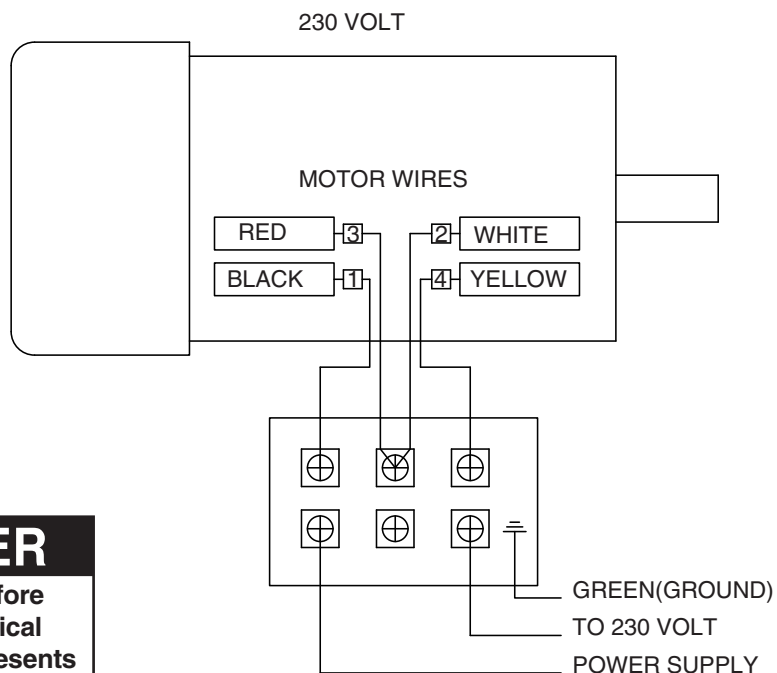 230 VOLT
MOTOR WIRES
RED 3 2 WHITE
BLACK 1 4 YELLOW
ER
fore
ical
esents
GREEN(GROUND)
TO 230 VOLT
POWER SUPPLY